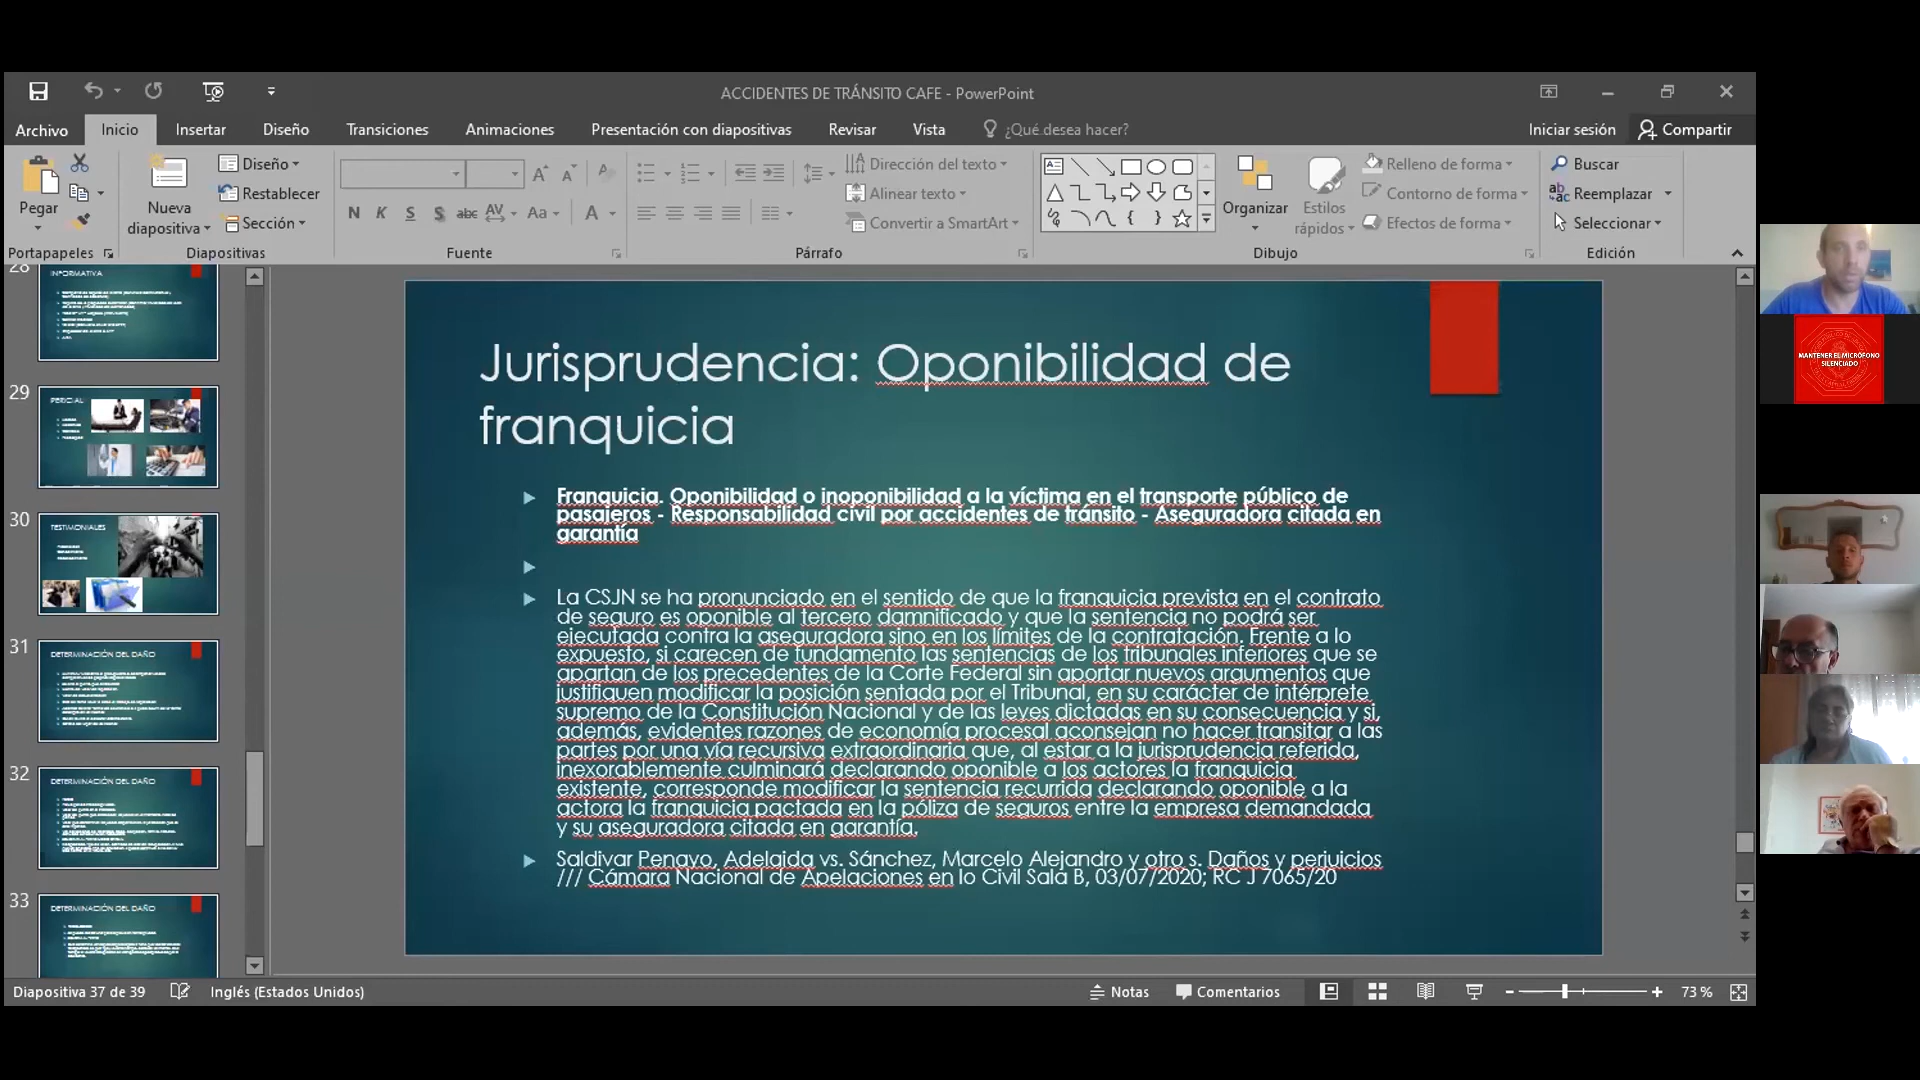 ACCIDENTES DE TRÁNSITO CAFE - PowerPoint
Archivo Inicio Insertar Diseño Transiciones Animaciones Presentación con diapositivas Revisar Vista ¿Qué desea hacer? Iniciar sesión Compartir
Pegar
Portapapeles
Nueva
diapositiva
Diseño
Restablecer
Sección
Diapositivas
N K S S abc AV Aa A
Fuente
Dirección del texto
Alinear texto
Convertir a SmartArt
Párrafo
Organizar
Estilos
rápidos
Relleno de forma
Contorno de forma
Efectos de forma
Dibujo
Buscar
Reemplazar
Seleccionar
Edición
28
INFORMATIVA
29
PERICIAL
30
TESTIMONIALES
31
DETERMINACIÓN DEL DAÑO
32
DETERMINACIÓN DEL DAÑO
33
DETERMINACIÓN DEL DAÑO
Jurisprudencia: Oponibilidad de
franquicia
Franquicia. Oponibilidad o inoponibilidad a la víctima en el transporte público de
pasajeros - Responsabilidad civil por accidentes de tránsito - Aseguradora citada en
garantía
La CSJN se ha pronunciado en el sentido de que la franquicia prevista en el contrato
de seguro es oponible al tercero damnificado y que la sentencia no podrá ser
ejecutada contra la aseguradora sino en los límites de la contratación. Frente a lo
expuesto, si carecen de fundamento las sentencias de los tribunales inferiores que se
apartan de los precedentes de la Corte Federal sin aportar nuevos argumentos que
justifiquen modificar la posición sentada por el Tribunal, en su carácter de intérprete
supremo de la Constitución Nacional y de las leyes dictadas en su consecuencia y si,
además, evidentes razones de economía procesal aconsejan no hacer transitar a las
partes por una vía recursiva extraordinaria que, al estar a la jurisprudencia referida,
inexorablemente culminará declarando oponible a los actores la franquicia
existente, corresponde modificar la sentencia recurrida declarando oponible a la
actora la franquicia pactada en la póliza de seguros entre la empresa demandada
y su aseguradora citada en garantía.
Saldivar Penayo, Adelaida vs. Sánchez, Marcelo Alejandro y otro s. Daños y perjuicios
/// Cámara Nacional de Apelaciones en lo Civil Sala B, 03/07/2020; RC J 7065/20
MANTENER EL MICRÓFONO
SILENCIADO
Diapositiva 37 de 39 Inglés (Estados Unidos) Notas Comentarios 73 %